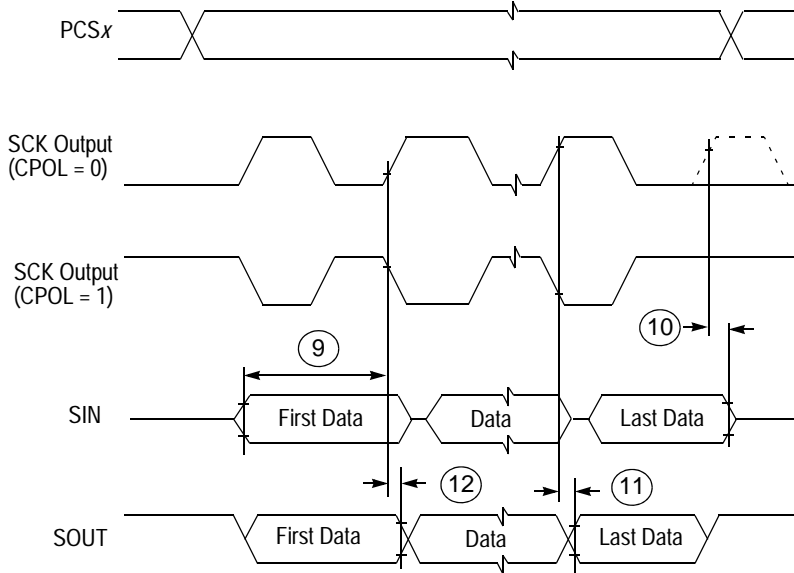 PCSx
SCK Output
(CPOL = 0)
SCK Output
(CPOL = 1)
10
9
SIN
First Data
Data
Last Data
12
11
SOUT
First Data
Data
Last Data